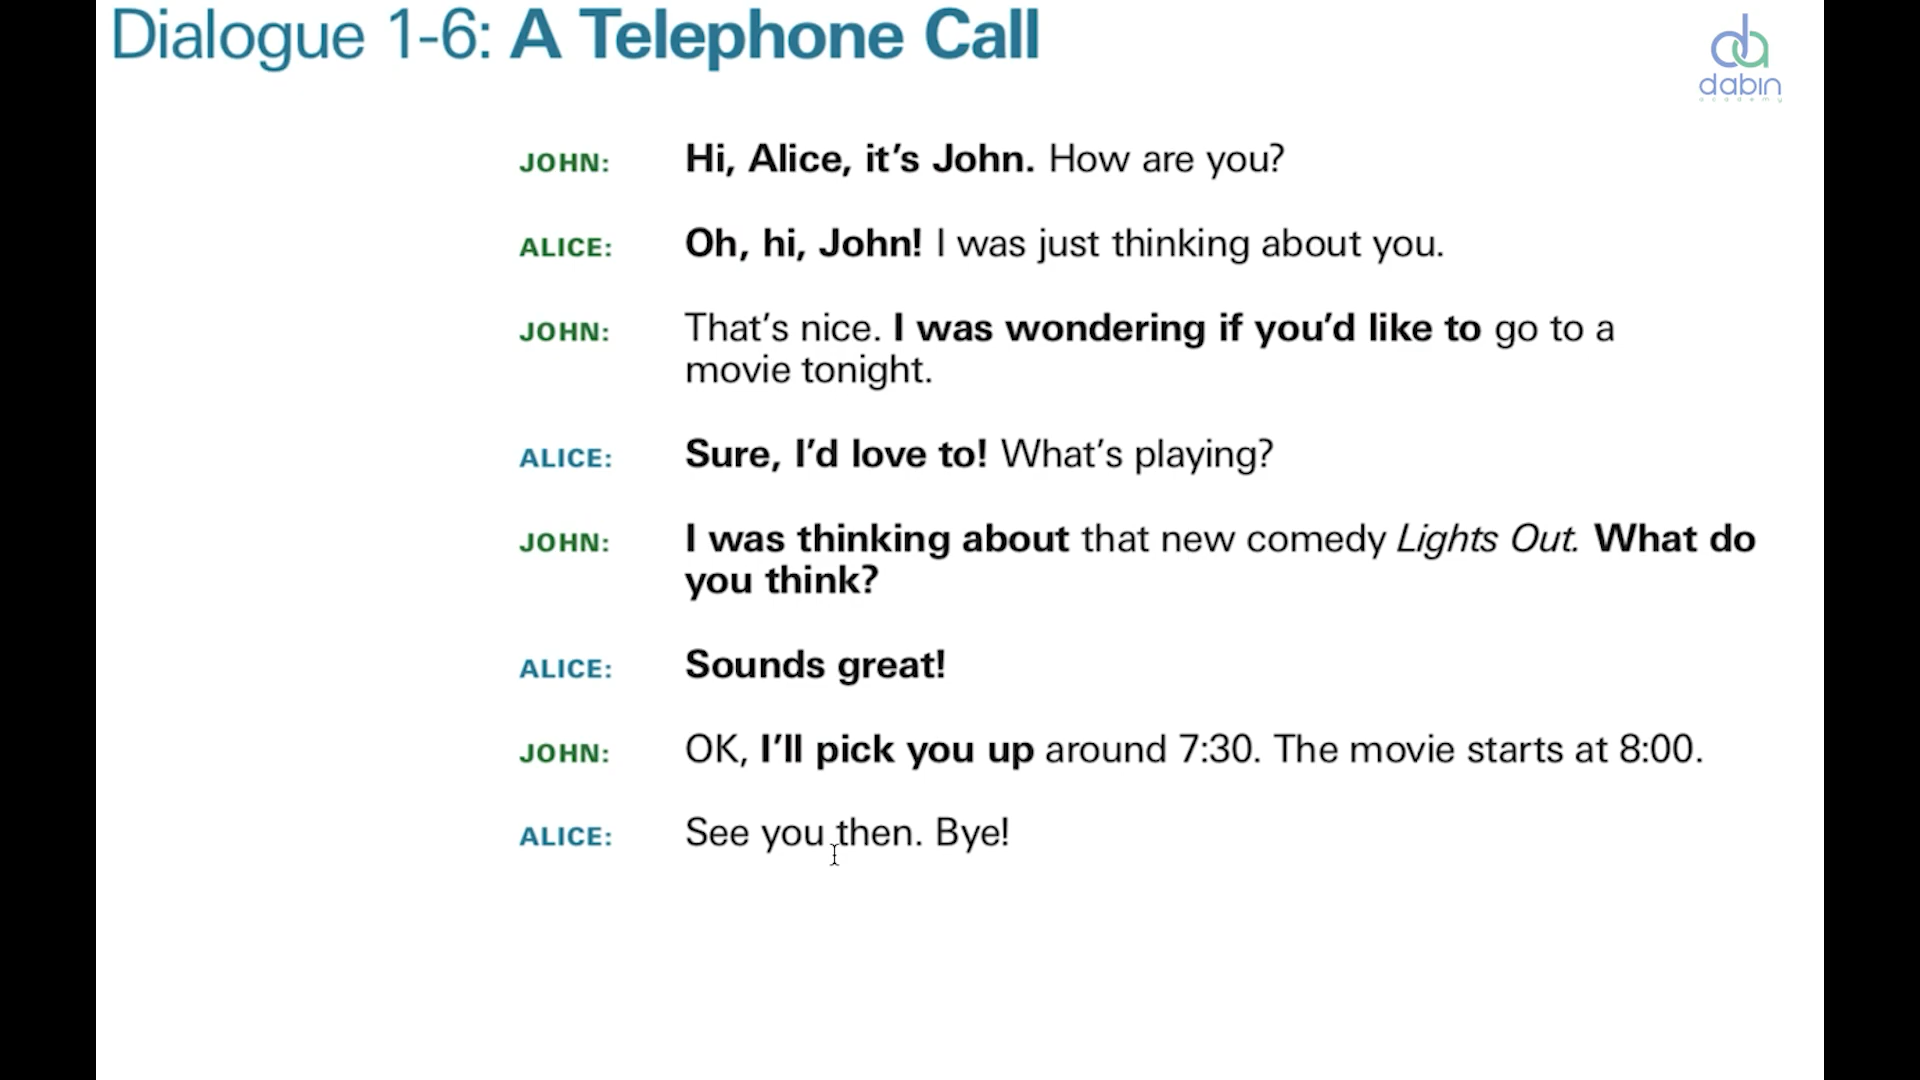 Dialogue 1-6: A Telephone Call
dabin
academy
JOHN: Hi, Alice, it’s John. How are you?
ALICE: Oh, hi, John! I was just thinking about you.
JOHN: That’s nice. I was wondering if you’d like to go to a
movie tonight.
ALICE: Sure, I’d love to! What’s playing?
JOHN: I was thinking about that new comedy Lights Out. What do
you think?
ALICE: Sounds great!
JOHN: OK, I’ll pick you up around 7:30. The movie starts at 8:00.
ALICE: See you then. Bye!